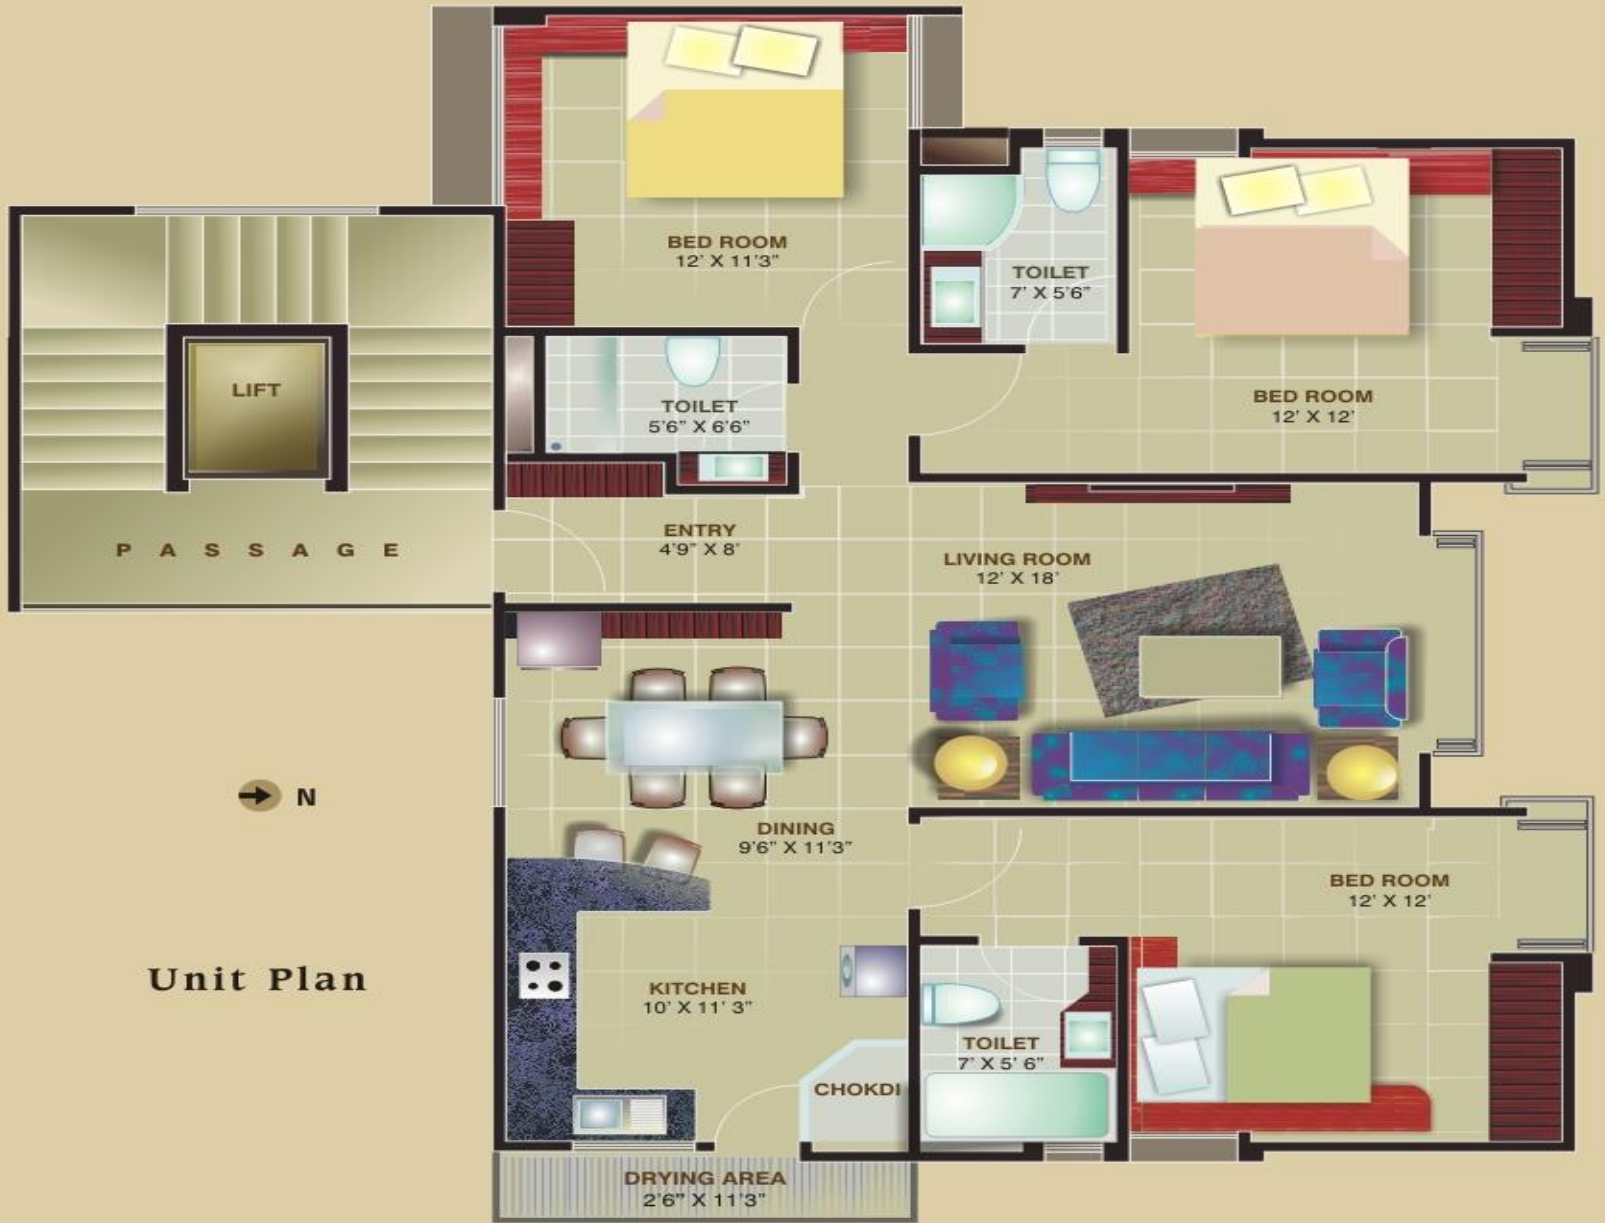 BED ROOM
12' X 11'3"
TOILET
7' X 5'6"
BED ROOM
12' X 12'
LIFT
TOILET
5'6" X 6'6"
PASSAGE
ENTRY
4'9" X 8'
LIVING ROOM
12' X 18'
N
DINING
9'6" X 11'3"
BED ROOM
12' X 12'
Unit Plan
KITCHEN
10' X 11' 3"
TOILET
7' X 5' 6"
CHOKDI
DRYING AREA
2'6" X 11'3"